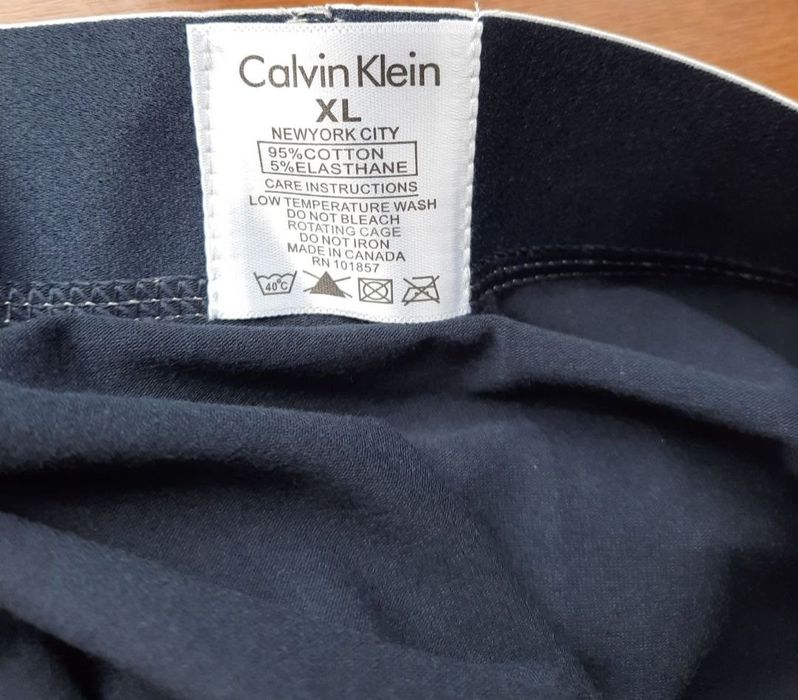 Calvin Klein
XL
NEWYORK CITY
95%COTTON
5%ELASTHANE
CARE INSTRUCTIONS
LOW TEMPERATURE WASH
DO NOT BLEACH
ROTATING CAGE
DO NOT IRON
MADE IN CANADA
RN 101857
40°C